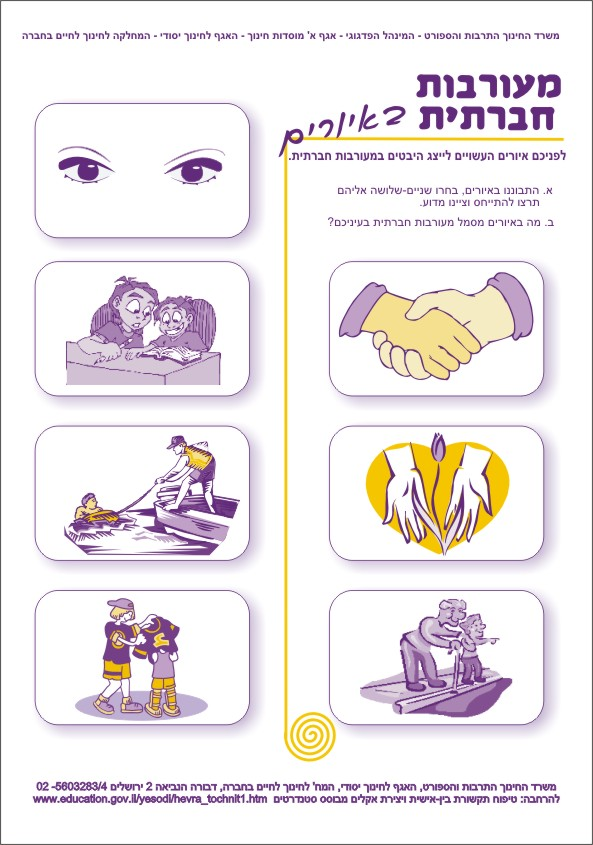 משרד החינוך התרבות והספורט - המינהל הפדגוגי - אגף א' מוסדות חינוך - האגף לחינוך יסודי - המחלקה לחינוך לחיים בחברה
מעורבות
חברתית באיורים
לפניכם איורים העשויים לייצג היבטים במעורבות חברתית.
א. התבוננו באיורים, בחרו שניים-שלושה אליהם
תרצו להתייחס וציינו מדוע.
ב. מה באיורים מסמל מעורבות חברתית בעיניכם?
משרד החינוך התרבות והספורט, האגף לחינוך יסודי, המח' לחינוך לחיים בחברה, דבורה הנביאה 2 ירושלים 5603283/4- 02
להרחבה: טיפוח תקשורת בין-אישית ויצירת אקלים מבוסס סטנדרטים www.education.gov.il/yesodi/hevra_tochnit1.htm